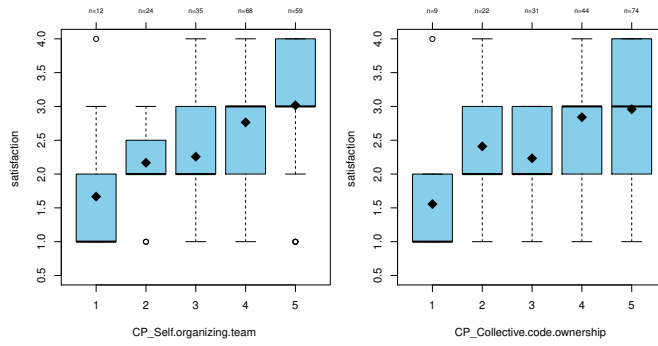 n=12 n=24 n=35 n=68 n=59
4.0
3.5
3.0
2.5
2.0
1.5
1.0
0.5
satisfaction
1 2 3 4 5
CP_Self.organizing.team
n=9 n=22 n=31 n=44 n=74
4.0
3.5
3.0
2.5
2.0
1.5
1.0
0.5
satisfaction
1 2 3 4 5
CP_Collective.code.ownership